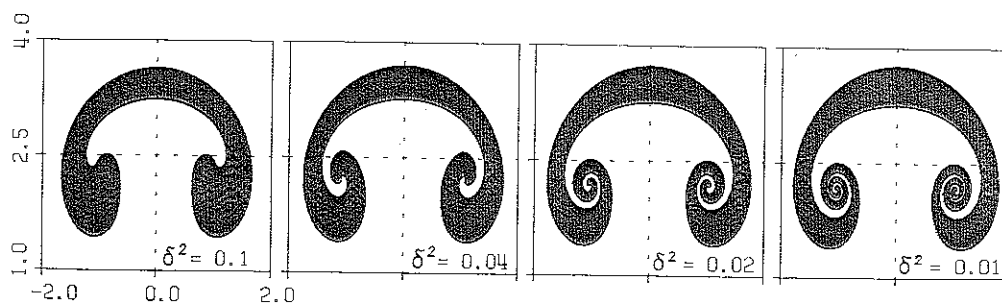 4.0
2.5
1.0
δ² = 0.1
δ² = 0.04
δ² = 0.02
δ² = 0.01
-2.0 0.0 2.0